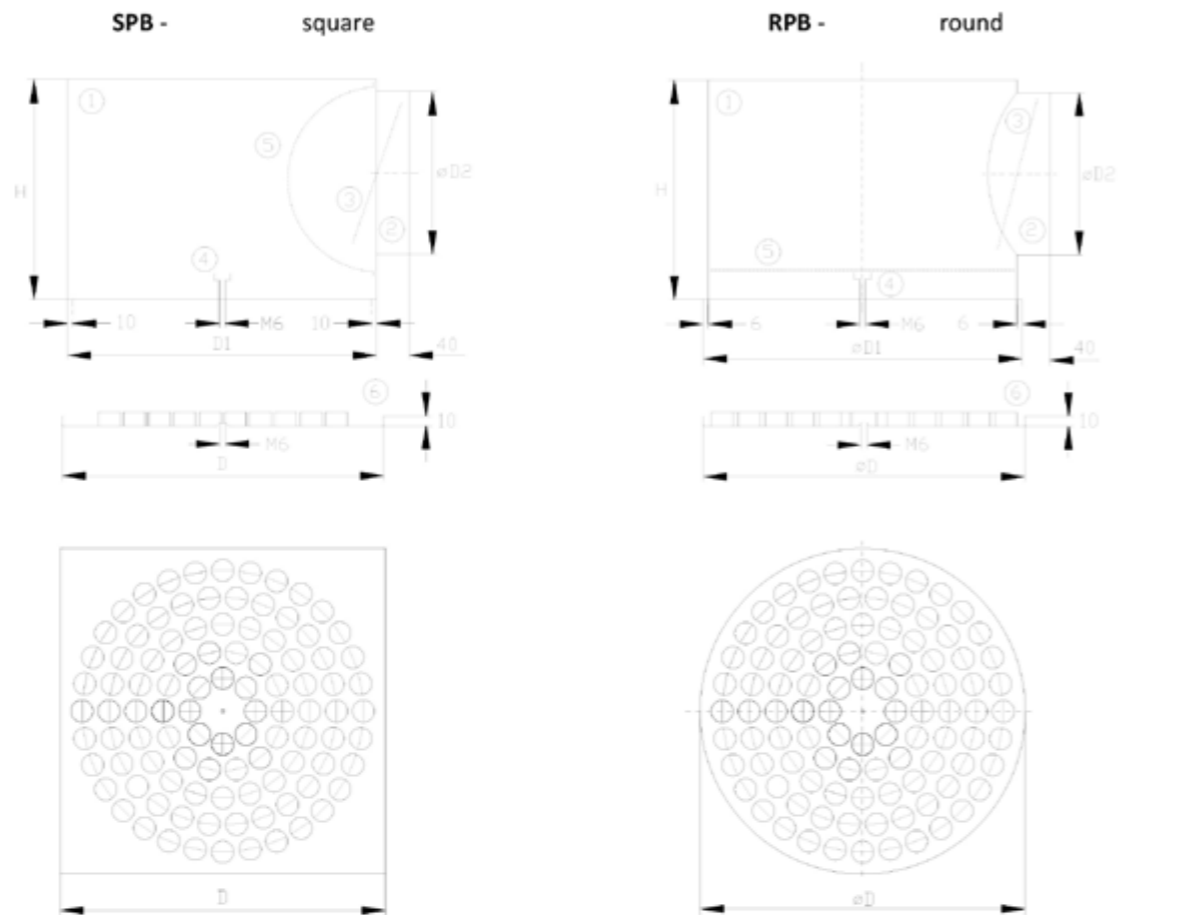 SPB - square
RPB - round
① ① 
⑤ ③
H ③ øD2 H øD2
② ②
④ ⑤ ④
10 M6 10 6 M6 6
D1 40 øD1 40
⑥ ⑥
10 10
M6 M6
D øD
D øD